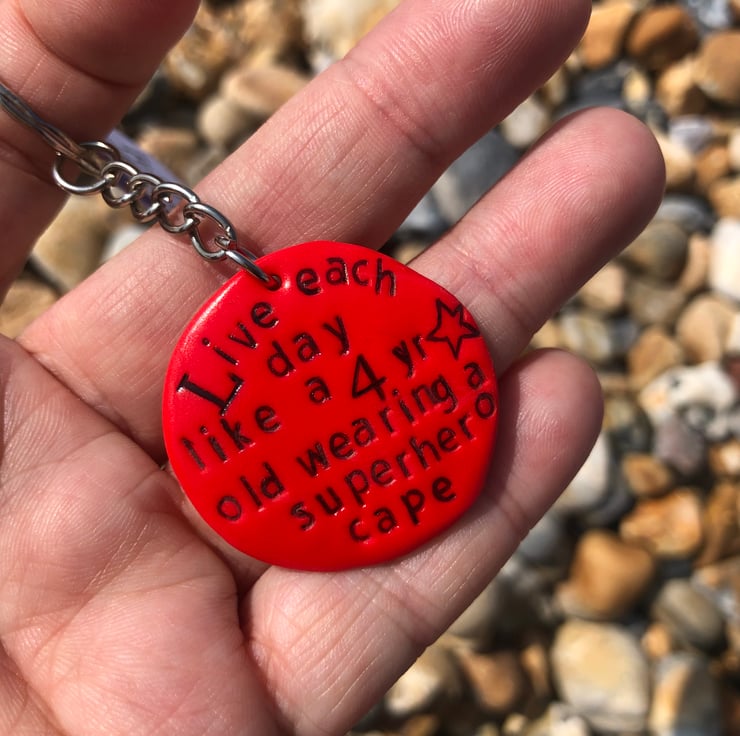 Live each
day
like a 4 yr
old wearing a
superhero
cape